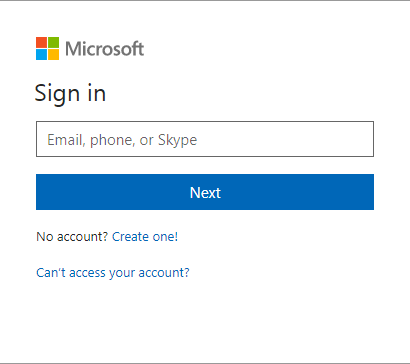 Microsoft
Sign in
Email, phone, or Skype
Next
No account? Create one!
Can't access your account?